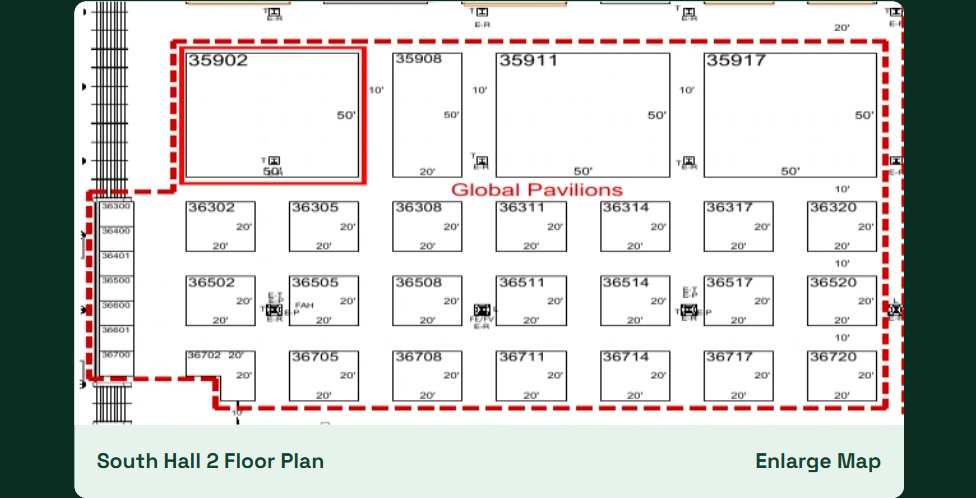 T E-R T E-R T E-R E-R
20'
35902 35908 35911 35917
10' 10' 10'
50' 50' 50' 50'
T T E-R T E-R E-R
50' 20' 50' 50'
Global Pavilions 10'
36300 36302 36305 36308 36311 36314 36317 36320
36400 20' 20' 20' 20' 20' 20' 20'
20' 20' 20' 20' 20' 20' 20'
36401 10'
36500 36502 36505 36508 36511 36514 36517 36520
E-T E-P E-T E-P L
36600 20' FAH 20' 20' 20' 20' 20' 20'
T E-P L T E-P
E-R FE/FV E-R E-R E-R
20' 20' 20' 20' 20' 20' 20'
36601 10'
36700 36702 20' 36705 36708 36711 36714 36717 36720
20' 20' 20' 20' 20' 20' 20'
20' 20' 20' 20' 20' 20'
10'
South Hall 2 Floor Plan
Enlarge Map